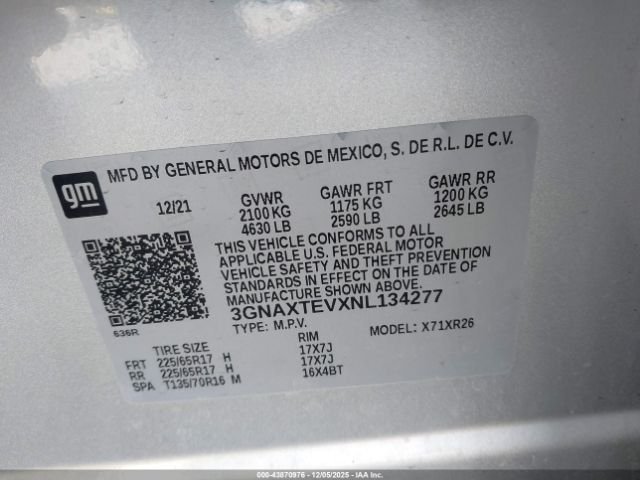 gm
MFD BY GENERAL MOTORS DE MEXICO, S. DE R.L. DE C.V.
12/21 GVWR GAWR FRT GAWR RR
2100 KG 1175 KG 1200 KG
4630 LB 2590 LB 2645 LB
THIS VEHICLE CONFORMS TO ALL
APPLICABLE U.S. FEDERAL MOTOR
VEHICLE SAFETY AND THEFT PREVENTION
STANDARDS IN EFFECT ON THE DATE OF
MANUFACTURE SHOWN ABOVE.
3GNAXTEVXNL134277
TYPE: M.P.V. MODEL: X71XR26
636R
TIRE SIZE RIM
FRT 225/65R17 H 17X7J
RR 225/65R17 H 17X7J
SPA T135/70R16 M 16X4BT
000-43870976 | 12/05/2025 | IAA Inc.